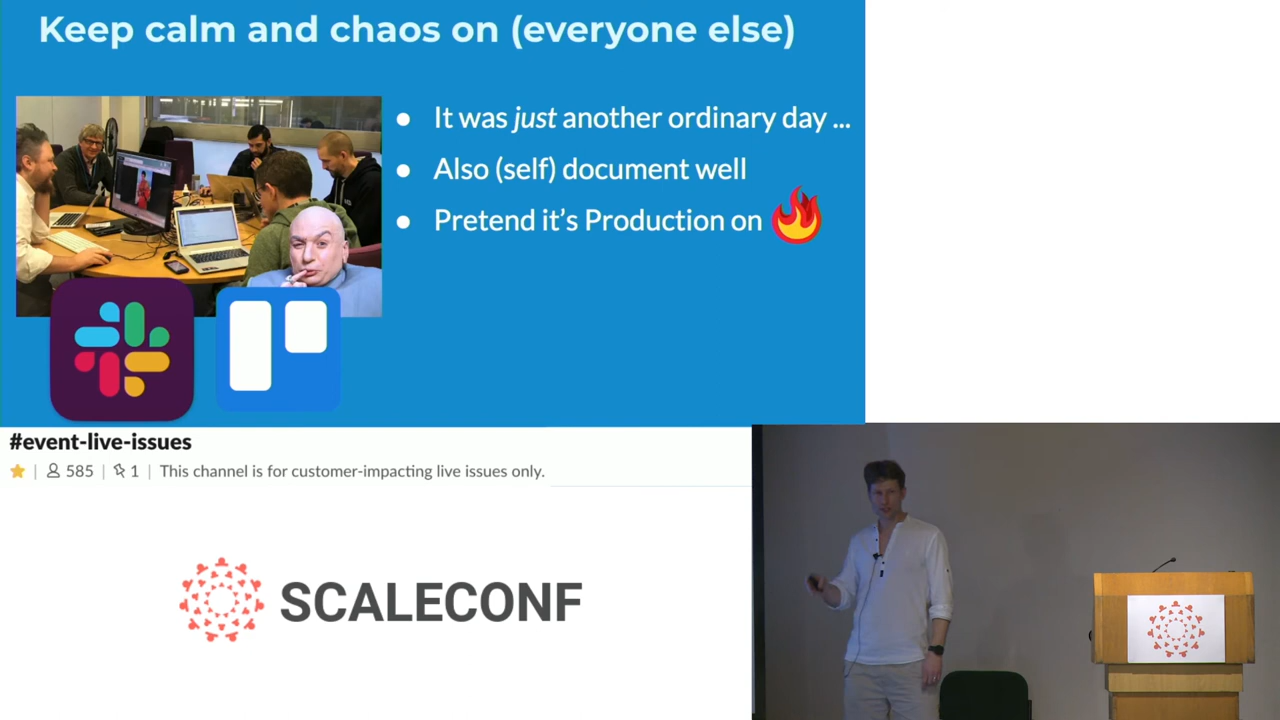 Keep calm and chaos on (everyone else)
● It was just another ordinary day ...
● Also (self) document well
● Pretend it's Production on 🔥
#event-live-issues
585 | 1 | This channel is for customer-impacting live issues only.
SCALECONF